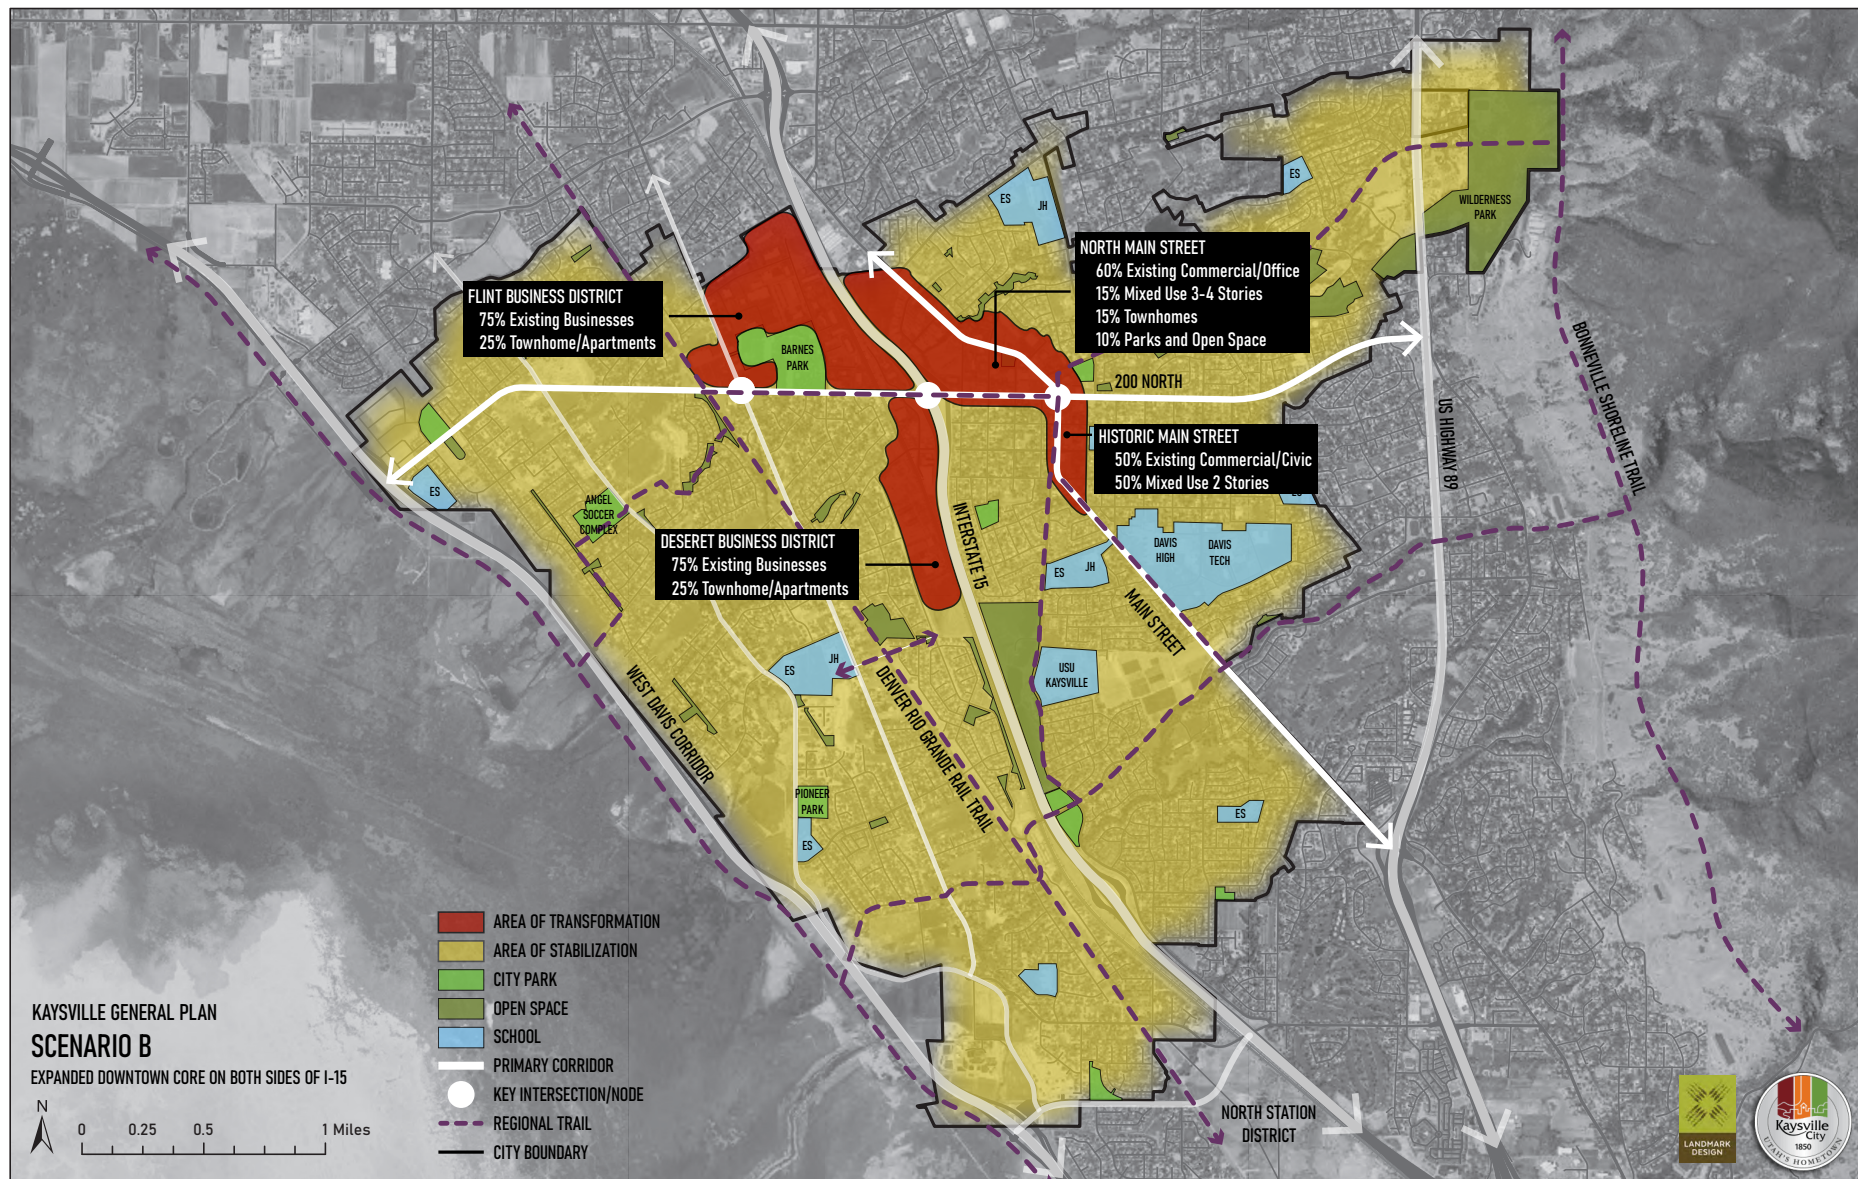 ES
JH
ES
WILDERNESS
PARK
NORTH MAIN STREET
60% Existing Commercial/Office
15% Mixed Use 3-4 Stories
15% Townhomes
10% Parks and Open Space
FLINT BUSINESS DISTRICT
75% Existing Businesses
25% Townhome/Apartments
BARNES
PARK
200 NORTH
BONNEVILLE SHORELINE TRAIL
US HIGHWAY 89
HISTORIC MAIN STREET
50% Existing Commercial/Civic
50% Mixed Use 2 Stories
ES
ES
ANGEL
SOCCER
COMPLEX
INTERSTATE 15
DESERET BUSINESS DISTRICT
75% Existing Businesses
25% Townhome/Apartments
DAVIS
HIGH
DAVIS
TECH
ES
JH
MAIN STREET
ES
JH
USU
KAYSVILLE
WEST DAVIS CORRIDOR
DENVER RIO GRANDE RAIL TRAIL
PIONEER
PARK
ES
ES
AREA OF TRANSFORMATION
AREA OF STABILIZATION
CITY PARK
OPEN SPACE
SCHOOL
PRIMARY CORRIDOR
KEY INTERSECTION/NODE
REGIONAL TRAIL
CITY BOUNDARY
KAYSVILLE GENERAL PLAN
SCENARIO B
EXPANDED DOWNTOWN CORE ON BOTH SIDES OF I-15
N
0 0.25 0.5 1 Miles
NORTH STATION
DISTRICT
LANDMARK
DESIGN
Kaysville
City
1850
UTAH'S HOMETOWN